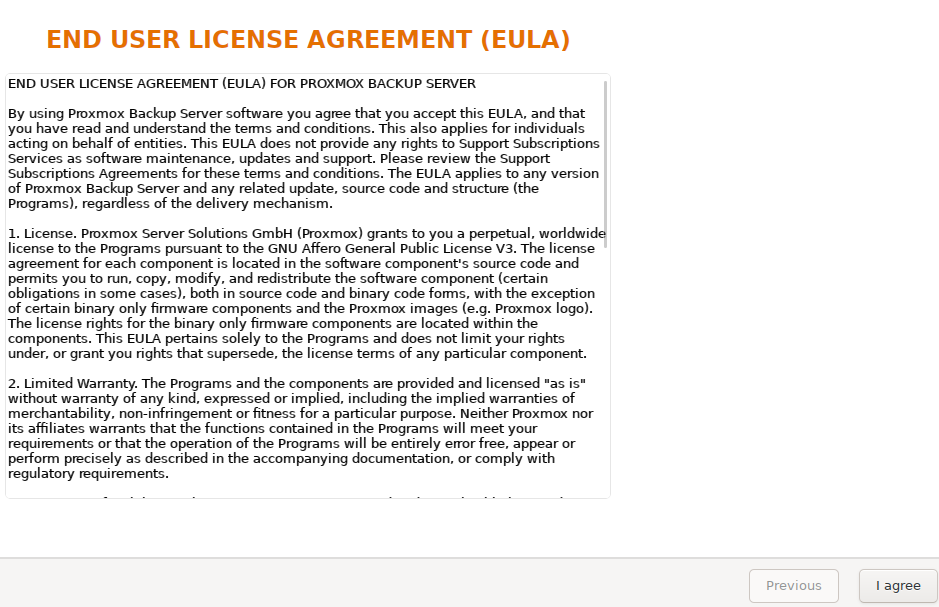 END USER LICENSE AGREEMENT (EULA)
END USER LICENSE AGREEMENT (EULA) FOR PROXMOX BACKUP SERVER
By using Proxmox Backup Server software you agree that you accept this EULA, and that
you have read and understand the terms and conditions. This also applies for individuals
acting on behalf of entities. This EULA does not provide any rights to Support Subscriptions
Services as software maintenance, updates and support. Please review the Support
Subscriptions Agreements for these terms and conditions. The EULA applies to any version
of Proxmox Backup Server and any related update, source code and structure (the
Programs), regardless of the delivery mechanism.
1. License. Proxmox Server Solutions GmbH (Proxmox) grants to you a perpetual, worldwide
license to the Programs pursuant to the GNU Affero General Public License V3. The license
agreement for each component is located in the software component's source code and
permits you to run, copy, modify, and redistribute the software component (certain
obligations in some cases), both in source code and binary code forms, with the exception
of certain binary only firmware components and the Proxmox images (e.g. Proxmox logo).
The license rights for the binary only firmware components are located within the
components. This EULA pertains solely to the Programs and does not limit your rights
under, or grant you rights that supersede, the license terms of any particular component.
2. Limited Warranty. The Programs and the components are provided and licensed "as is"
without warranty of any kind, expressed or implied, including the implied warranties of
merchantability, non-infringement or fitness for a particular purpose. Neither Proxmox nor
its affiliates warrants that the functions contained in the Programs will meet your
requirements or that the operation of the Programs will be entirely error free, appear or
perform precisely as described in the accompanying documentation, or comply with
regulatory requirements.
Previous
I agree